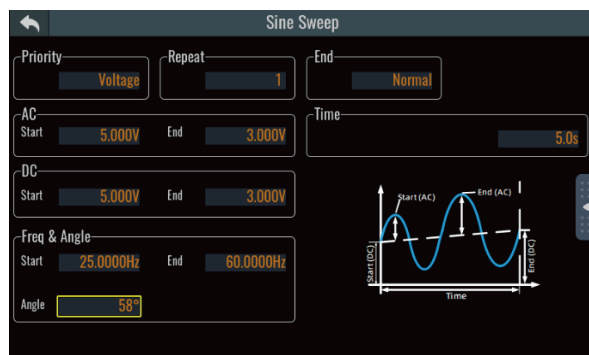 Sine Sweep
Priority
Voltage
Repeat
1
End
Normal
AC
Start 5.000V End 3.000V
Time
5.0s
DC
Start 5.000V End 3.000V
Freq & Angle
Start 25.0000Hz End 60.0000Hz
Angle 58°
Start (AC)
End (AC)
Start (DC)
End (DC)
Time